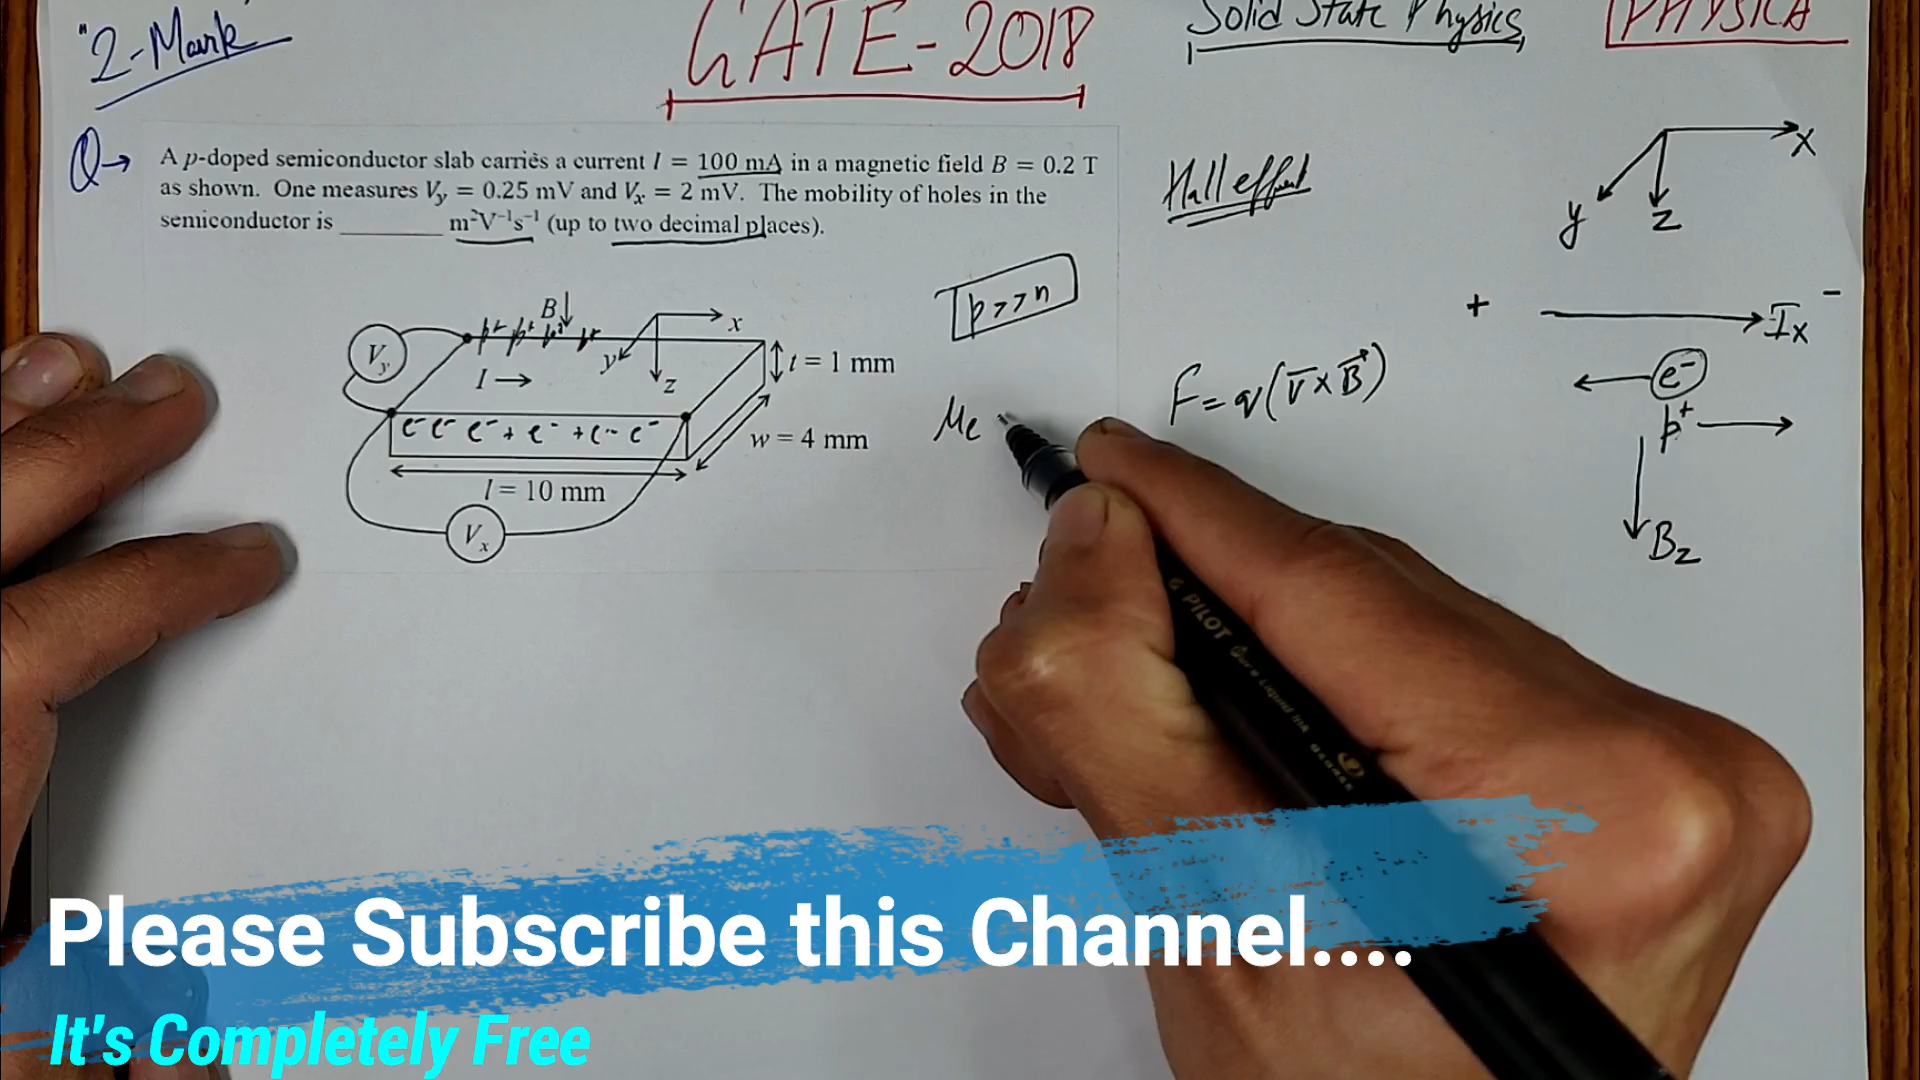 "2-Mark
GATE-2018
Solid State Physics
PHYSICA
Q→ A p-doped semiconductor slab carries a current I = 100 mA in a magnetic field B = 0.2 T
as shown. One measures Vy = 0.25 mV and Vx = 2 mV. The mobility of holes in the
semiconductor is ________ m²V⁻¹s⁻¹ (up to two decimal places).
Hall effect
x
y
z
p>>n
+ → Ix -
B↓
p+ p+ p+
x
y
z
Vy
I →
t = 1 mm
e- e- e- + e- + e- e-
w = 4 mm
l = 10 mm
Vx
μe
F = q(v̄ x B⃗)
e-
p+
Bz
PILOT
Please Subscribe this Channel....
It's Completely Free